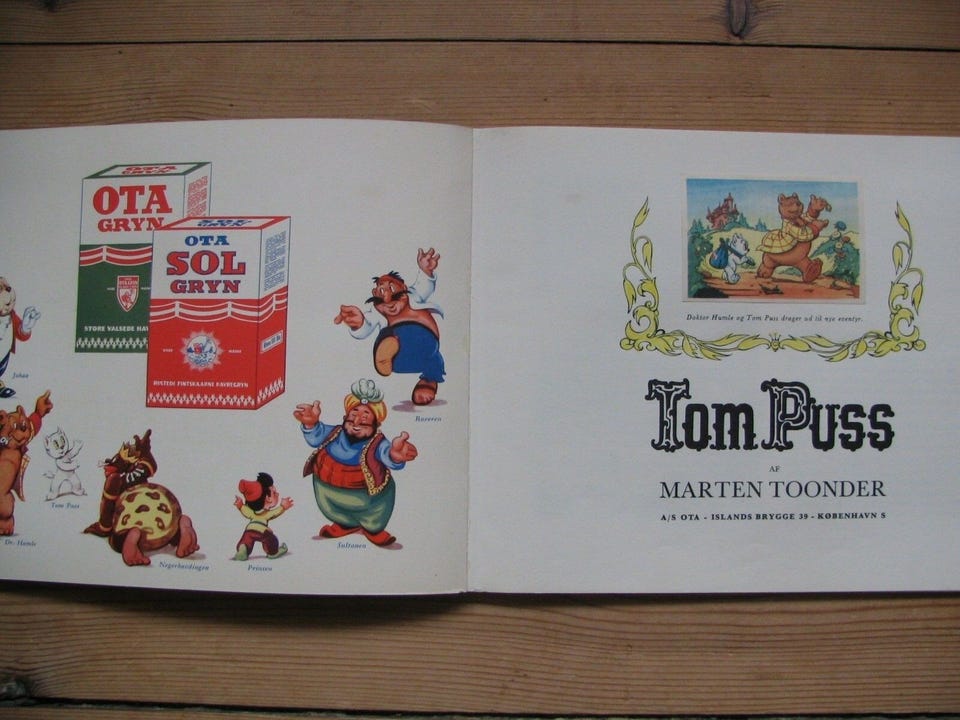 OTA
GRYN
STORE VALSEDE HAV
OTA
SOL
GRYN
RISTEDE FINTSKAARNE HAVREGRYN
Johan
Røveren
Tom Puss
Dr. Humle
Negerhøvdingen
Prinsen
Sultanen
Doktor Humle og Tom Puss drager ud til nye eventyr.
Tom Puss
AF
MARTEN TOONDER
A/S OTA - ISLANDS BRYGGE 39 - KØBENHAVN S